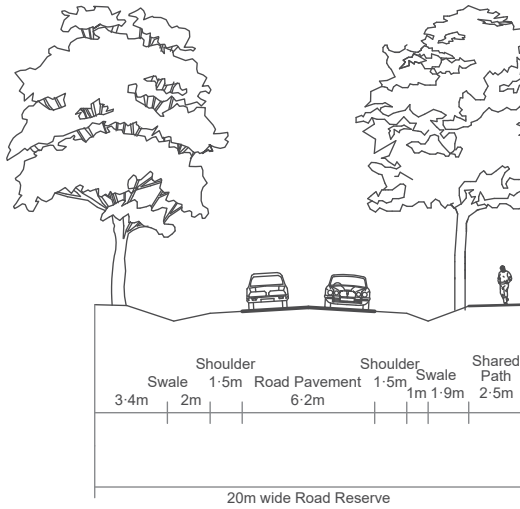 Shoulder Shoulder Shared
Swale 1·5m Road Pavement 1·5m Swale Path
3·4m 2m 6·2m 1m 1·9m 2·5m
20m wide Road Reserve